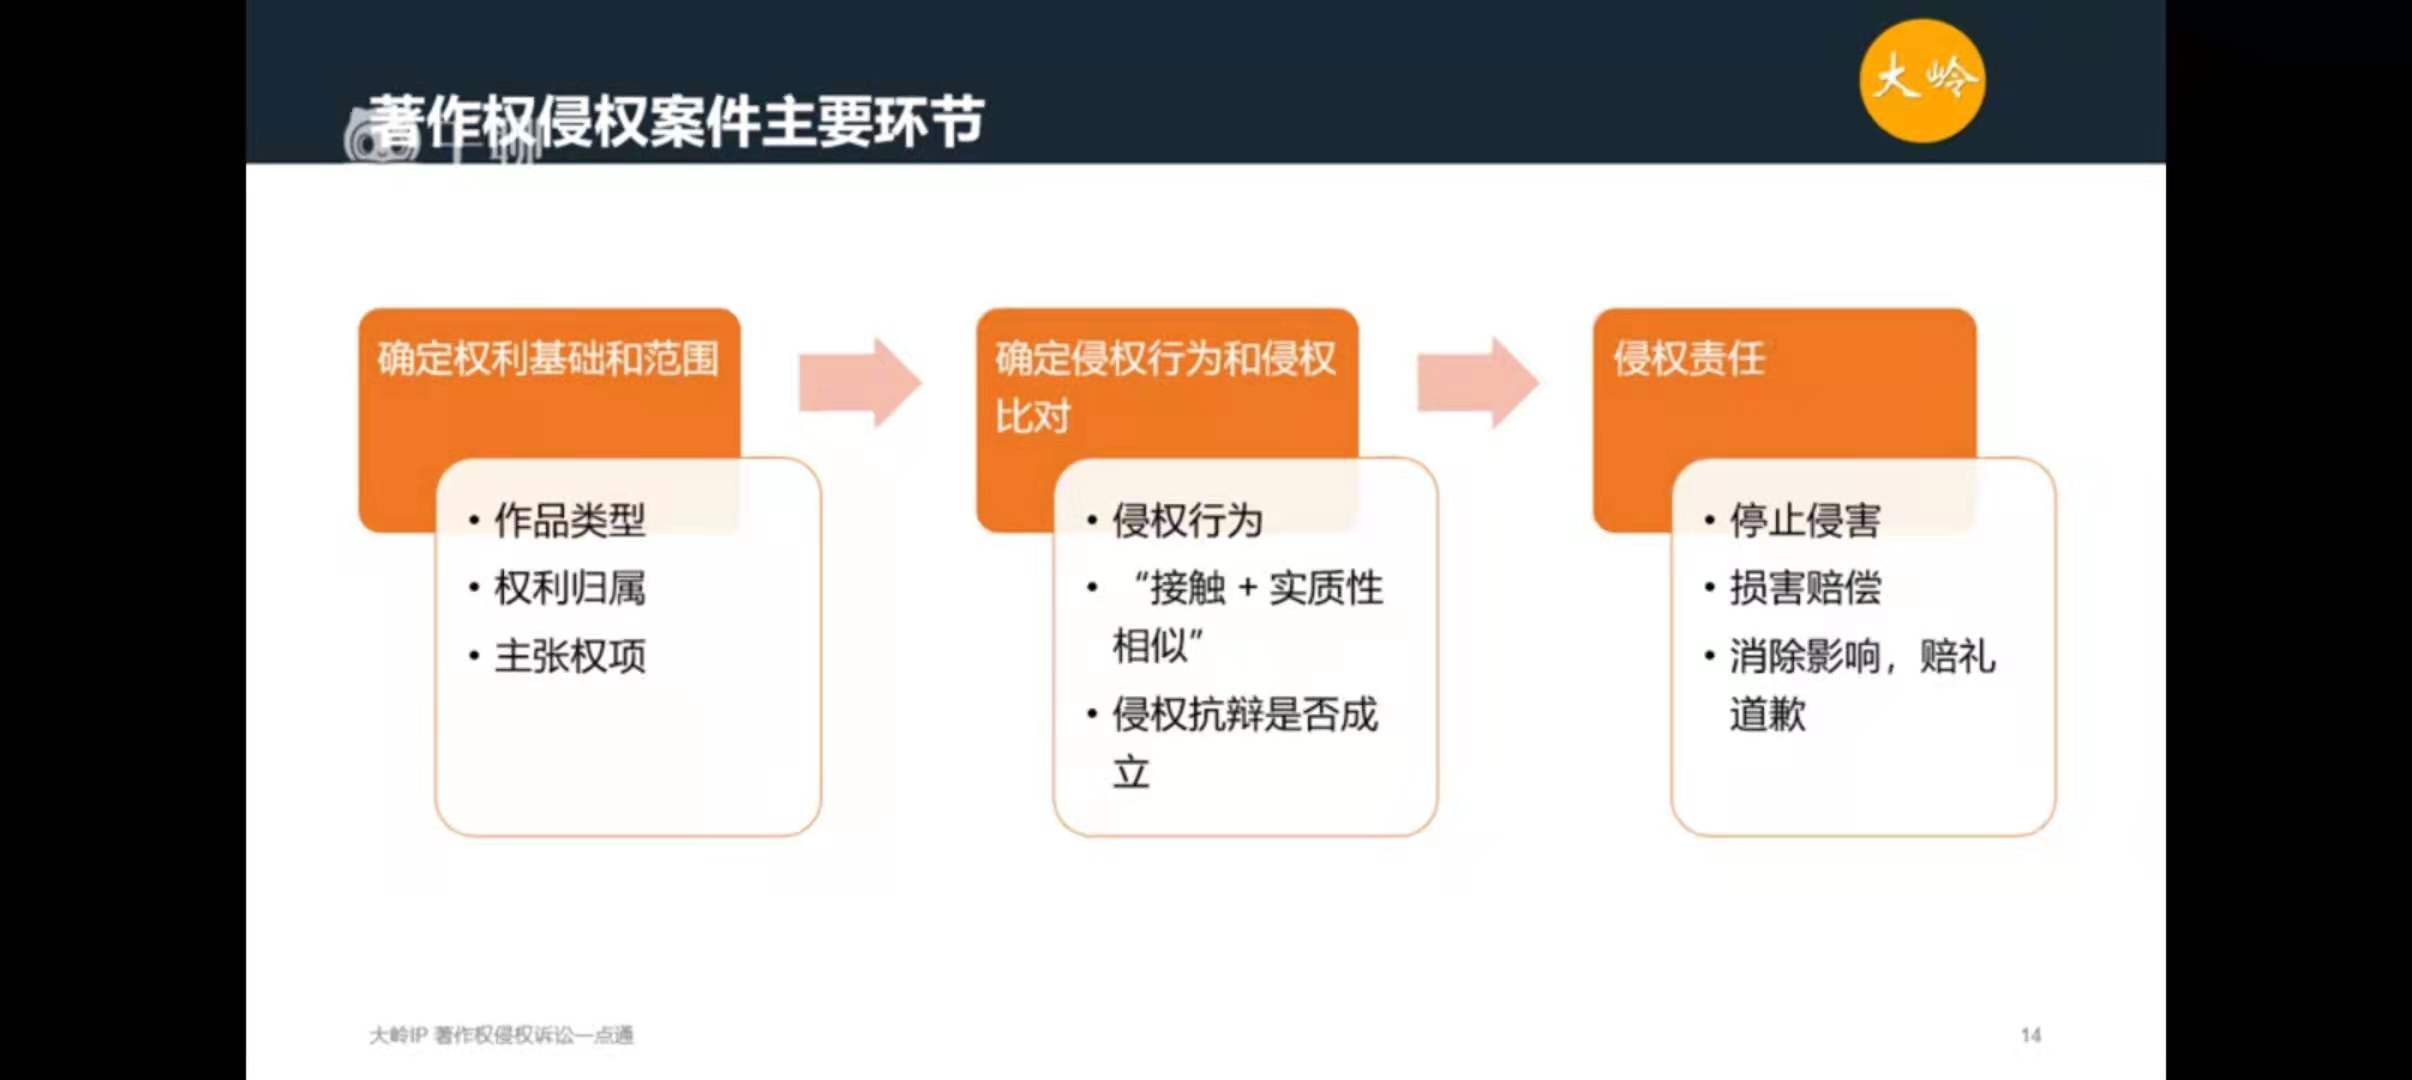 大岭
著作权侵权案件主要环节
确定权利基础和范围
• 作品类型
• 权利归属
• 主张权项
确定侵权行为和侵权
比对
• 侵权行为
• “接触 + 实质性
相似”
• 侵权抗辩是否成
立
侵权责任
• 停止侵害
• 损害赔偿
• 消除影响，赔礼
道歉
大岭IP 著作权侵权诉讼一点通
14